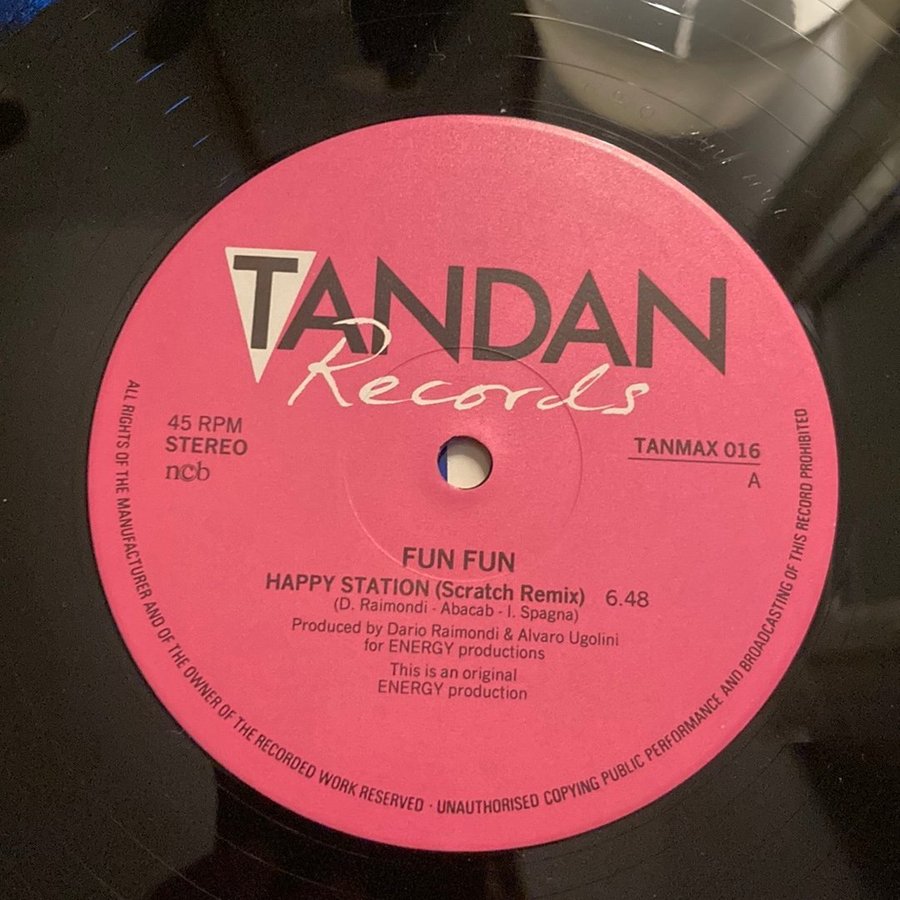 TANDAN
Records
45 RPM
STEREO
ncb
TANMAX 016
A
FUN FUN
HAPPY STATION (Scratch Remix) 6.48
(D. Raimondi - Abacab - I. Spagna)
Produced by Dario Raimondi & Alvaro Ugolini
for ENERGY productions
This is an original
ENERGY production
ALL RIGHTS OF THE MANUFACTURER AND OF THE OWNER OF THE RECORDED WORK RESERVED · UNAUTHORISED COPYING PUBLIC PERFORMANCE AND BROADCASTING OF THIS RECORD PROHIBITED